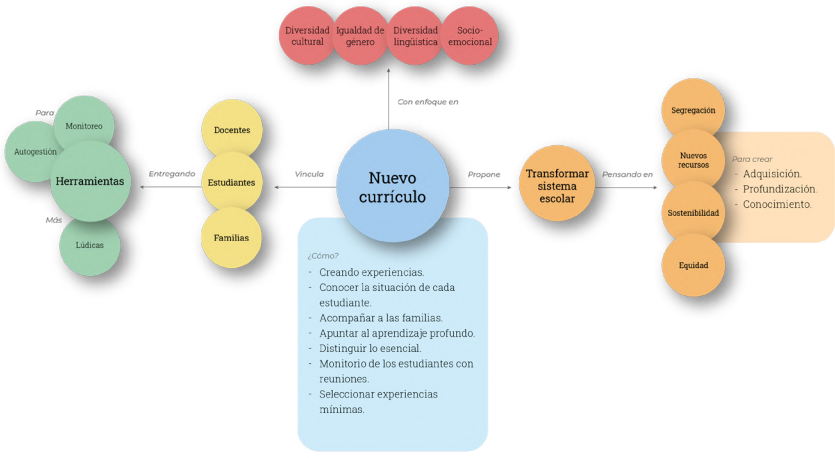 Diversidad
cultural
Igualdad de
género
Diversidad
lingüística
Socio-
emocional
Con enfoque en
Para
Monitoreo
Autogestión
Herramientas
Más
Lúdicas
Entregando
Docentes
Estudiantes
Familias
Vincula
Nuevo
currículo
Propone
Transformar
sistema
escolar
Pensando en
Segregación
Nuevos
recursos
Sostenibilidad
Equidad
Para crear
- Adquisición.
- Profundización.
- Conocimiento.
¿Cómo?
- Creando experiencias.
- Conocer la situación de cada
estudiante.
- Acompañar a las familias.
- Apuntar al aprendizaje profundo.
- Distinguir lo esencial.
- Monitorio de los estudiantes con
reuniones.
- Seleccionar experiencias
mínimas.